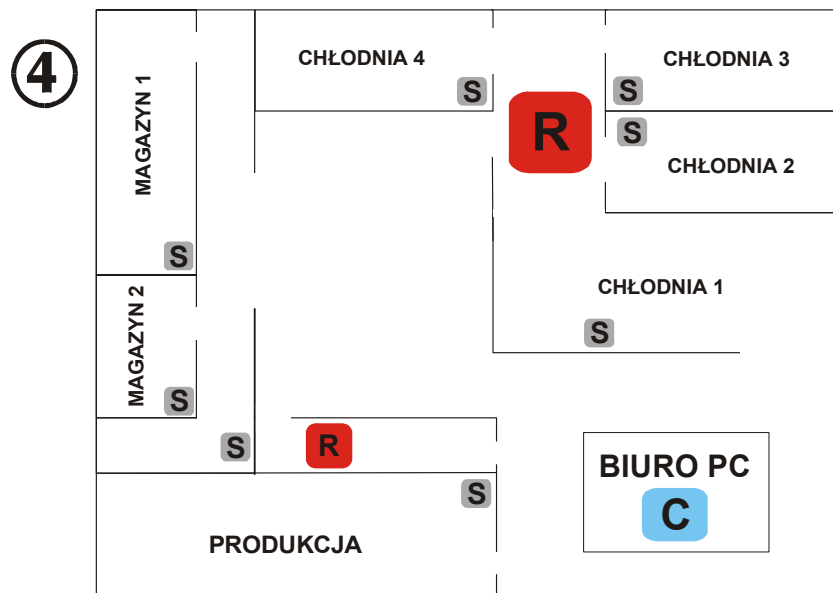 4
MAGAZYN 1
S
CHŁODNIA 4
S
R
CHŁODNIA 3
S
S
CHŁODNIA 2
CHŁODNIA 1
S
MAGAZYN 2
S
S
R
S
PRODUKCJA
BIURO PC
C